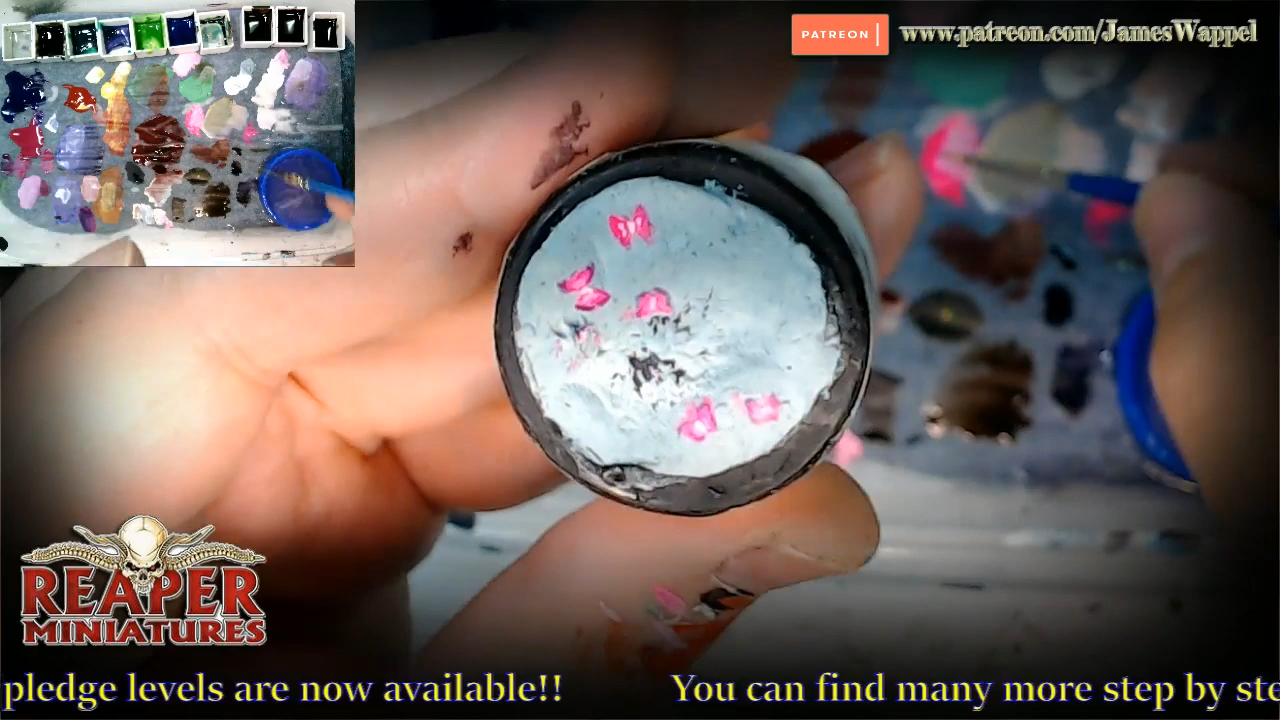 PATREON
www.patreon.com/JamesWappel
REAPER
MINIATURES
pledge levels are now available!! You can find many more step by ste